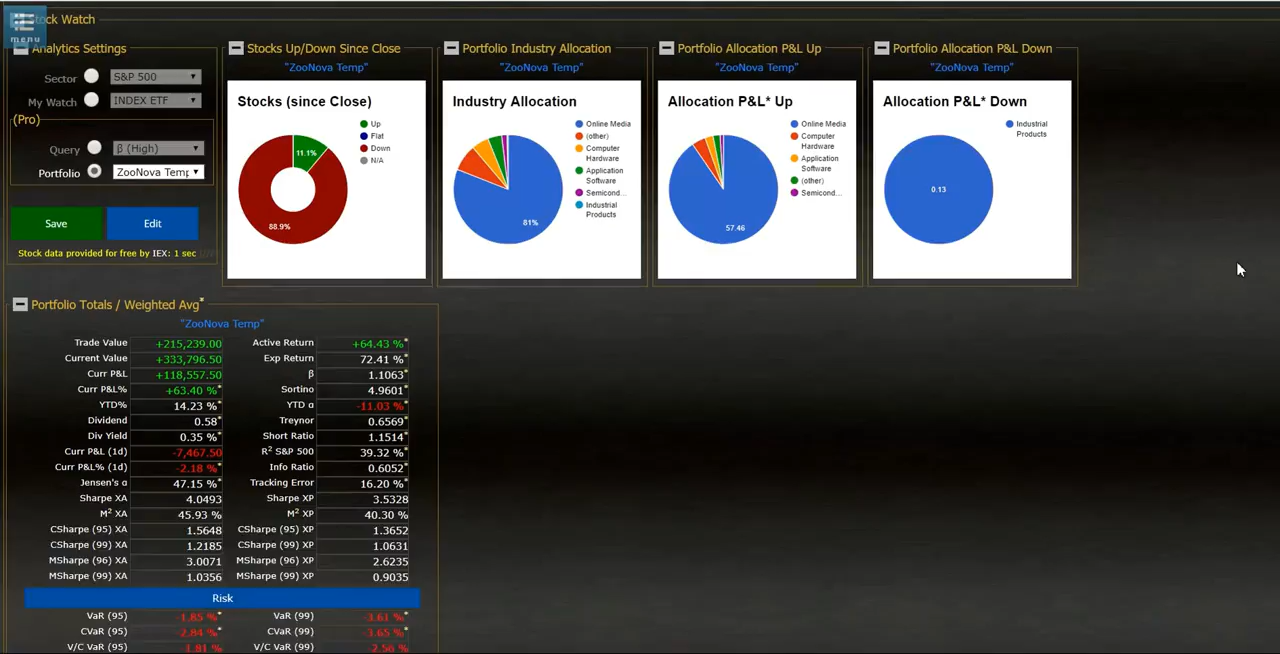 Stock Watch
menu
Analytics Settings
Sector S&P 500
My Watch INDEX ETF
(Pro)
Query β (High)
Portfolio ZooNova Temp
Save Edit
Stock data provided for free by IEX: 1 sec
Stocks Up/Down Since Close
"ZooNova Temp"
Stocks (since Close)
Up
Flat
Down
N/A
11.1%
88.9%
Portfolio Industry Allocation
"ZooNova Temp"
Industry Allocation
Online Media
(other)
Computer
Hardware
Application
Software
Semicond...
Industrial
Products
81%
Portfolio Allocation P&L Up
"ZooNova Temp"
Allocation P&L* Up
Online Media
Computer
Hardware
Application
Software
(other)
Semicond...
57.46
Portfolio Allocation P&L Down
"ZooNova Temp"
Allocation P&L* Down
Industrial
Products
0.13
Portfolio Totals / Weighted Avg*
"ZooNova Temp"
Trade Value +215,239.00 Active Return +64.43 %*
Current Value +333,796.50 Exp Return 72.41 %*
Curr P&L +118,557.50 β 1.1063*
Curr P&L% +63.40 %* Sortino 4.9601*
YTD% 14.23 %* YTD α -11.03 %*
Dividend 0.58* Treynor 0.6569*
Div Yield 0.35 %* Short Ratio 1.1514*
Curr P&L (1d) -7,467.50 R² S&P 500 39.32 %*
Curr P&L% (1d) -2.18 %* Info Ratio 0.6052*
Jensen's α 47.15 %* Tracking Error 16.20 %*
Sharpe XA 4.0493 Sharpe XP 3.5328
M² XA 45.93 % M² XP 40.30 %
CSharpe (95) XA 1.5648 CSharpe (95) XP 1.3652
CSharpe (99) XA 1.2185 CSharpe (99) XP 1.0631
MSharpe (96) XA 3.0071 MSharpe (96) XP 2.6235
MSharpe (99) XA 1.0356 MSharpe (99) XP 0.9035
Risk
VaR (95) -1.85 %* VaR (99) -3.61 %*
CVaR (95) -2.84 %* CVaR (99) -3.65 %*
V/C VaR (95) 1.81 % V/C VaR (99) -2.56 %